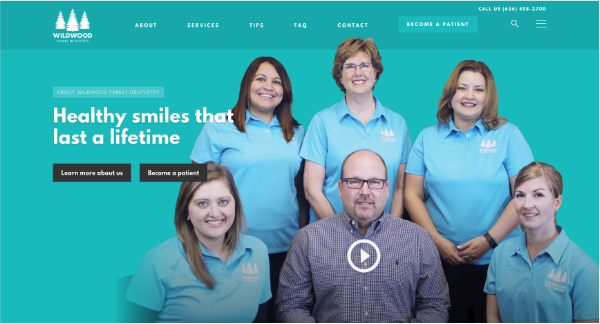 CALL US (636) 458-2700
WILDWOOD
FAMILY DENTISTRY
ABOUT
SERVICES
TIPS
FAQ
CONTACT
BECOME A PATIENT
ABOUT WILDWOOD FAMILY DENTISTRY
Healthy smiles that
last a lifetime
Learn more about us
Become a patient
WILDWOOD